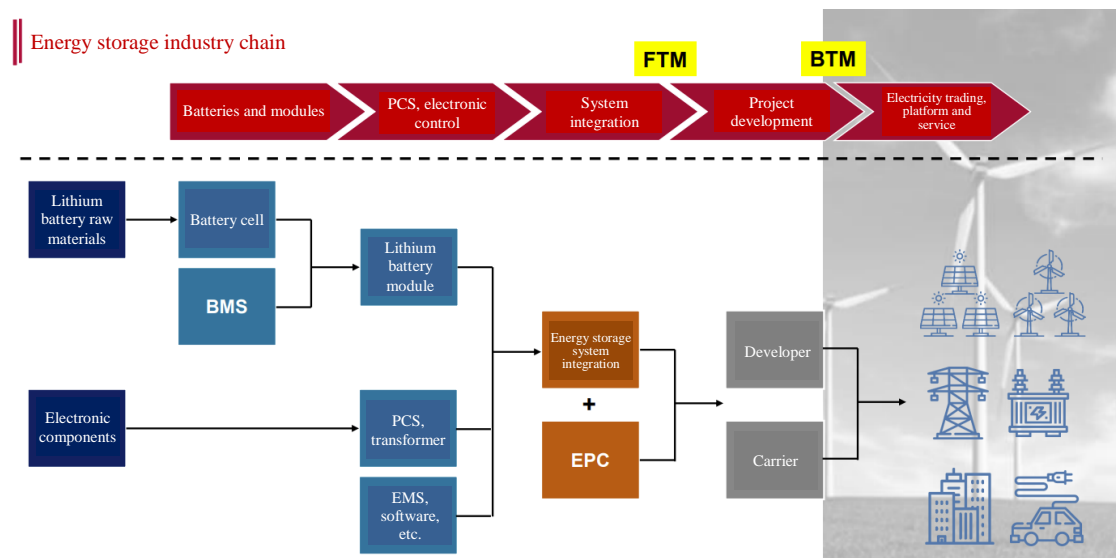 Energy storage industry chain
FTM
BTM
Batteries and modules
PCS, electronic
control
System
integration
Project
development
Electricity trading,
platform and
service
Lithium
battery raw
materials
Battery cell
BMS
Lithium
battery
module
Energy storage
system
integration
+
EPC
Developer
Carrier
Electronic
components
PCS,
transformer
EMS,
software,
etc.